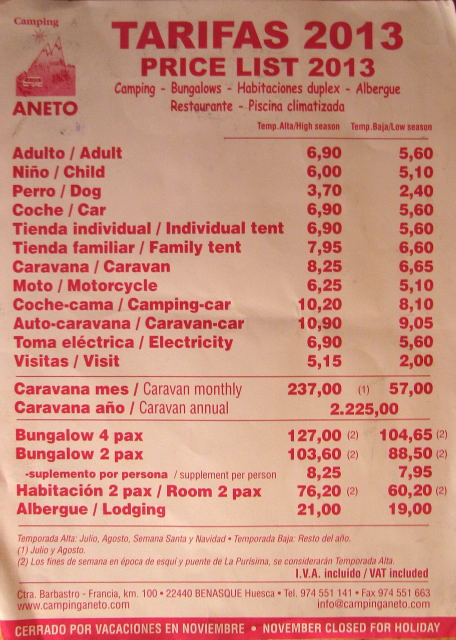 Camping
ANETO
TARIFAS 2013
PRICE LIST 2013
Camping - Bungalows - Habitaciones duplex - Albergue
Restaurante - Piscina climatizada
Temp.Alta/High season Temp.Baja/Low season
Adulto / Adult 6,90 5,60
Niño / Child 6,00 5,10
Perro / Dog 3,70 2,40
Coche / Car 6,90 5,60
Tienda individual / Individual tent 6,90 5,60
Tienda familiar / Family tent 7,95 6,60
Caravana / Caravan 8,25 6,65
Moto / Motorcycle 6,25 5,10
Coche-cama / Camping-car 10,20 8,10
Auto-caravana / Caravan-car 10,90 9,05
Toma eléctrica / Electricity 6,90 5,60
Visitas / Visit 5,15 2,00
Caravana mes / Caravan monthly 237,00 (1) 57,00
Caravana año / Caravan annual 2.225,00
Bungalow 4 pax 127,00 (2) 104,65 (2)
Bungalow 2 pax 103,60 (2) 88,50 (2)
-suplemento por persona / supplement per person 8,25 7,95
Habitación 2 pax / Room 2 pax 76,20 (2) 60,20 (2)
Albergue / Lodging 21,00 19,00
Temporada Alta: Julio, Agosto, Semana Santa y Navidad • Temporada Baja: Resto del año.
(1) Julio y Agosto.
(2) Los fines de semana en época de esquí y puente de La Purísima, se considerarán Temporada Alta.
I.V.A. incluido / VAT included
Ctra. Barbastro - Francia, km. 100 • 22440 BENASQUE Huesca • Tel. 974 551 141 • Fax 974 551 663
www.campinganeto.com info@campinganeto.com
CERRADO POR VACACIONES EN NOVIEMBRE • NOVEMBER CLOSED FOR HOLIDAY